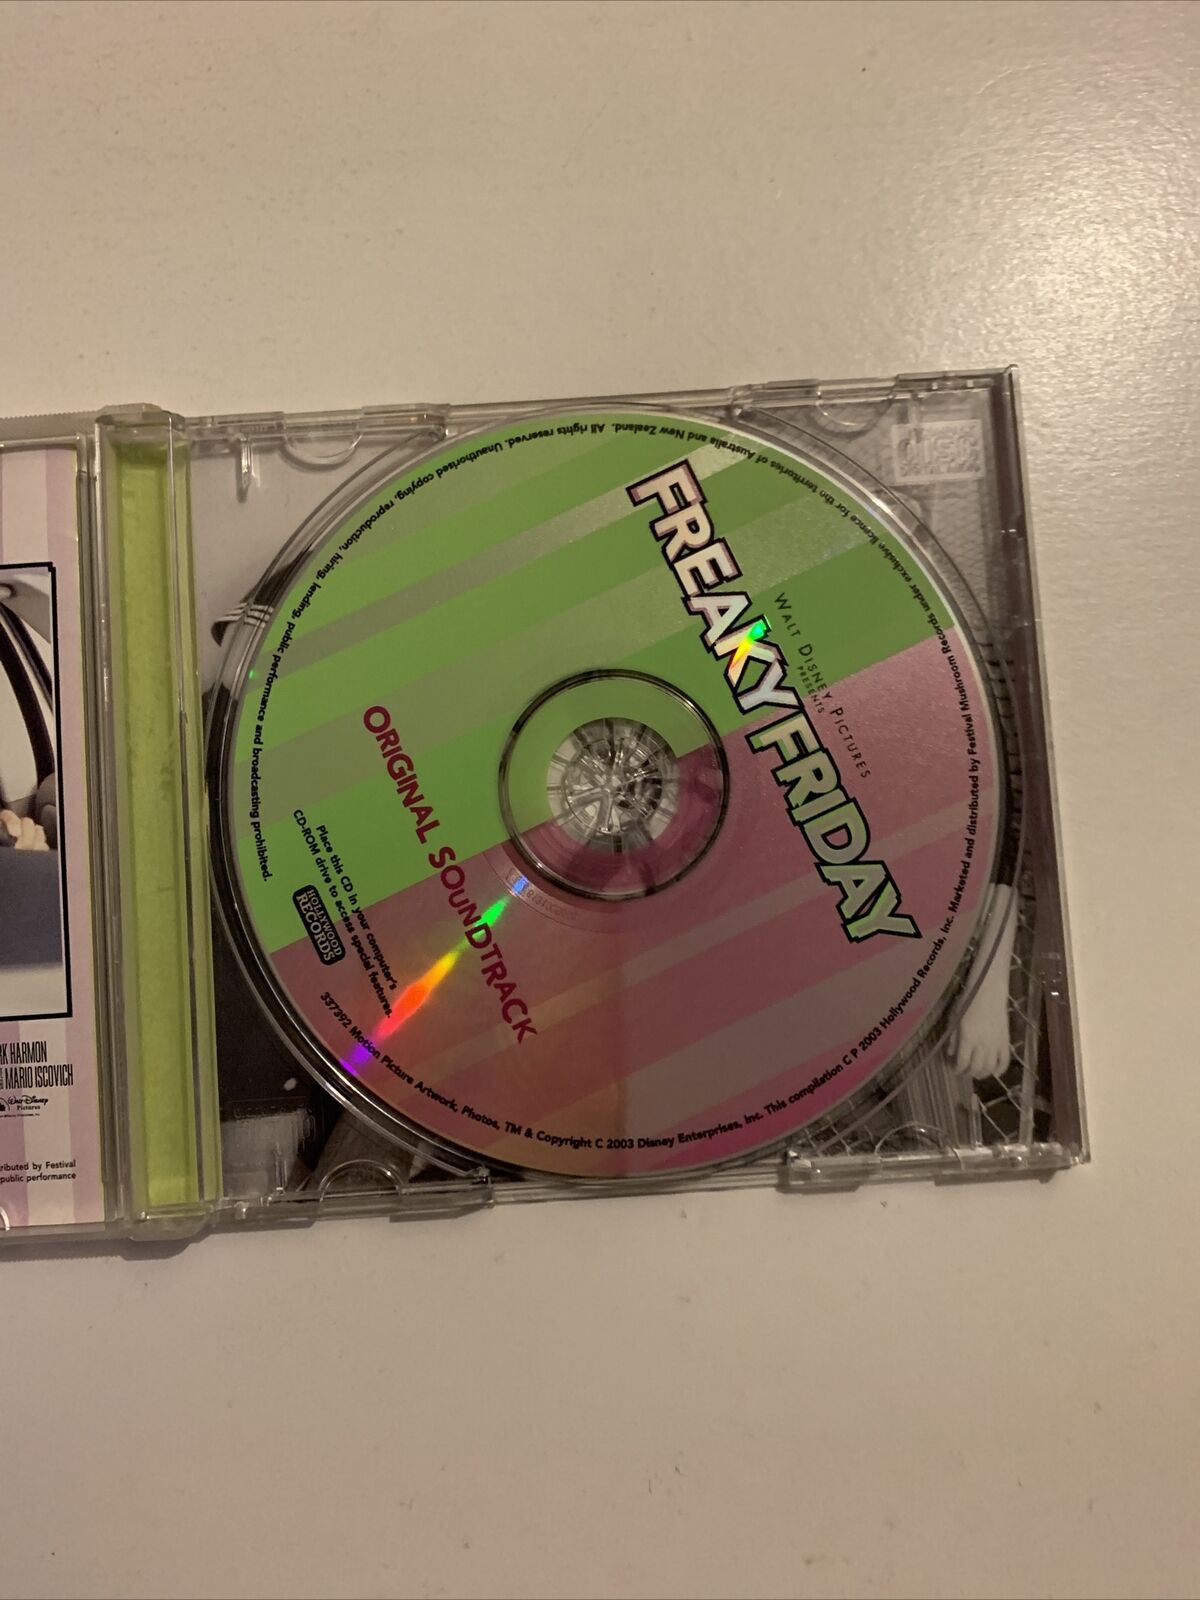 WALT DISNEY PICTURES
PRESENTS
FREAKY FRIDAY
ORIGINAL SOUNDTRACK
Place this CD in your computer's
CD-ROM drive to access special features.
HOLLYWOOD
RECORDS
337392 Motion Picture Artwork, Photos, TM & Copyright C 2003 Disney Enterprises, Inc. This compilation C P 2003 Hollywood Records, Inc. Marketed and distributed by Festival Mushroom Records under exclusive licence for the territories of Australia and New Zealand. All rights reserved. Unauthorised copying, reproduction, hiring, lending, public performance and broadcasting prohibited.
HARMON
MARIO ISCOVICH
Walt Disney
Pictures
by Festival
public performance